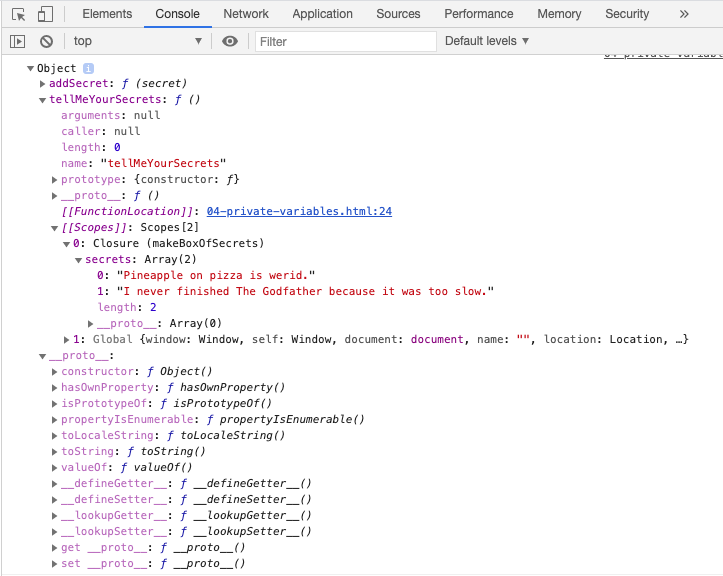 Elements Console Network Application Sources Performance Memory Security »
top Filter Default levels
Object i
addSecret: ƒ (secret)
tellMeYourSecrets: ƒ ()
arguments: null
caller: null
length: 0
name: "tellMeYourSecrets"
prototype: {constructor: ƒ}
__proto__: ƒ ()
[[FunctionLocation]]: 04-private-variables.html:24
[[Scopes]]: Scopes[2]
0: Closure (makeBoxOfSecrets)
secrets: Array(2)
0: "Pineapple on pizza is werid."
1: "I never finished The Godfather because it was too slow."
length: 2
__proto__: Array(0)
1: Global {window: Window, self: Window, document: document, name: "", location: Location, …}
__proto__:
constructor: ƒ Object()
hasOwnProperty: ƒ hasOwnProperty()
isPrototypeOf: ƒ isPrototypeOf()
propertyIsEnumerable: ƒ propertyIsEnumerable()
toLocaleString: ƒ toLocaleString()
toString: ƒ toString()
valueOf: ƒ valueOf()
__defineGetter__: ƒ __defineGetter__()
__defineSetter__: ƒ __defineSetter__()
__lookupGetter__: ƒ __lookupGetter__()
__lookupSetter__: ƒ __lookupSetter__()
get __proto__: ƒ __proto__()
set __proto__: ƒ __proto__()